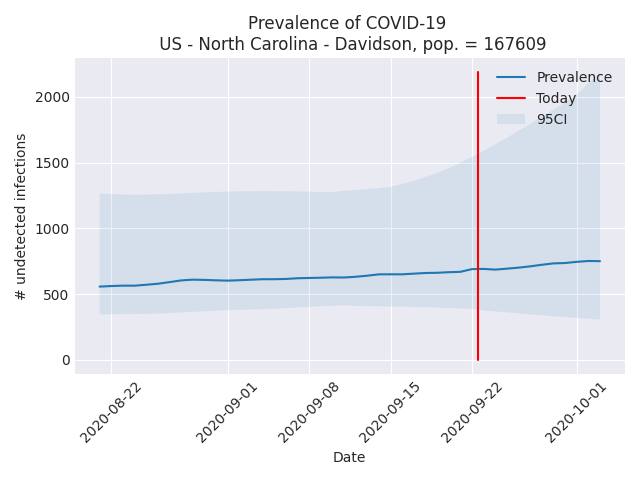 Prevalence of COVID-19
US - North Carolina - Davidson, pop. = 167609
Prevalence
Today
95CI
2000
1500
1000
500
0
# undetected infections
2020-08-22
2020-09-01
2020-09-08
2020-09-15
2020-09-22
2020-10-01
Date